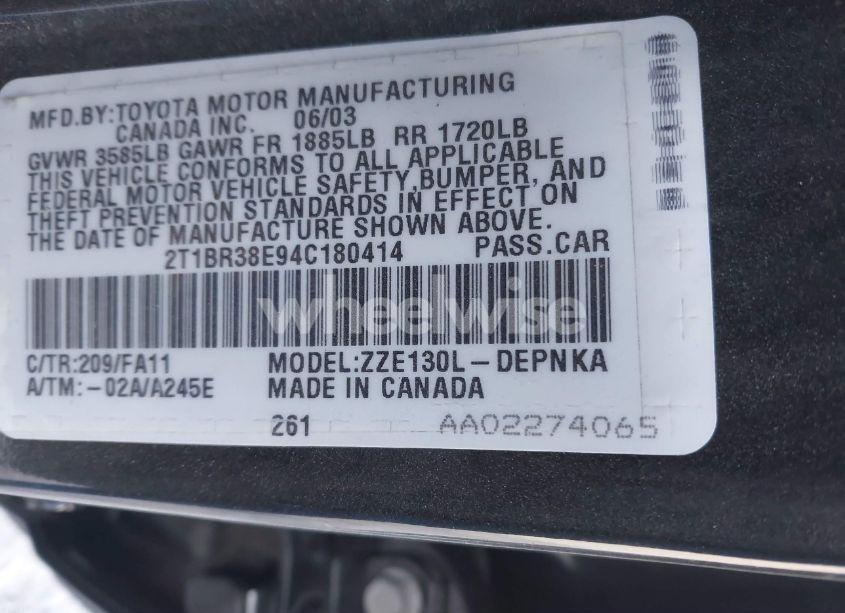 MFD.BY:TOYOTA MOTOR MANUFACTURING
CANADA INC. 06/03
GVWR 3585LB GAWR FR 1885LB RR 1720LB
THIS VEHICLE CONFORMS TO ALL APPLICABLE
FEDERAL MOTOR VEHICLE SAFETY,BUMPER, AND
THEFT PREVENTION STANDARDS IN EFFECT ON
THE DATE OF MANUFACTURE SHOWN ABOVE.
2T1BR38E94C180414 PASS.CAR
wheelwise
C/TR:209/FA11 MODEL:ZZE130L-DEPNKA
A/TM:-02A/A245E MADE IN CANADA
261 AA02274065